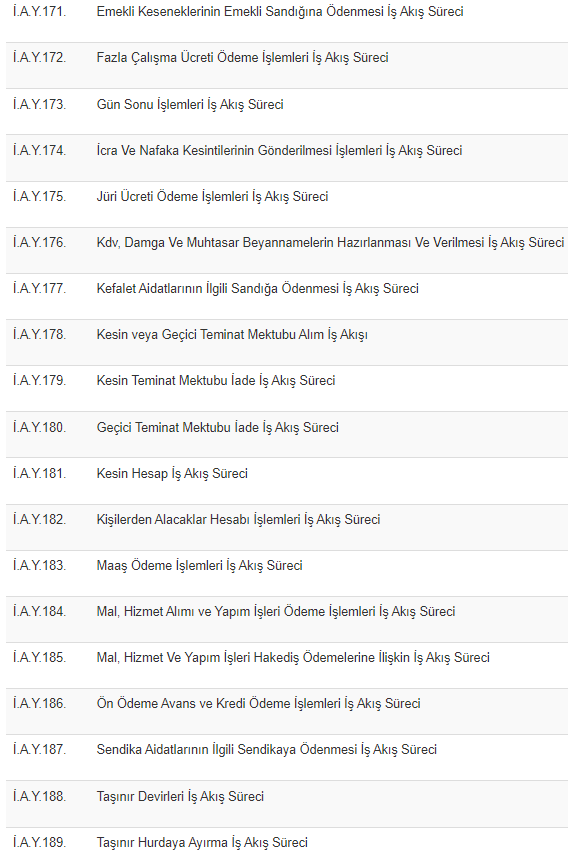 İ.A.Y.171. Emekli Keseneklerinin Emekli Sandığına Ödenmesi İş Akış Süreci
İ.A.Y.172. Fazla Çalışma Ücreti Ödeme İşlemleri İş Akış Süreci
İ.A.Y.173. Gün Sonu İşlemleri İş Akış Süreci
İ.A.Y.174. İcra Ve Nafaka Kesintilerinin Gönderilmesi İşlemleri İş Akış Süreci
İ.A.Y.175. Jüri Ücreti Ödeme İşlemleri İş Akış Süreci
İ.A.Y.176. Kdv, Damga Ve Muhtasar Beyannamelerin Hazırlanması Ve Verilmesi İş Akış Süreci
İ.A.Y.177. Kefalet Aidatlarının İlgili Sandığa Ödenmesi İş Akış Süreci
İ.A.Y.178. Kesin veya Geçici Teminat Mektubu Alım İş Akışı
İ.A.Y.179. Kesin Teminat Mektubu İade İş Akış Süreci
İ.A.Y.180. Geçici Teminat Mektubu İade İş Akış Süreci
İ.A.Y.181. Kesin Hesap İş Akış Süreci
İ.A.Y.182. Kişilerden Alacaklar Hesabı İşlemleri İş Akış Süreci
İ.A.Y.183. Maaş Ödeme İşlemleri İş Akış Süreci
İ.A.Y.184. Mal, Hizmet Alımı ve Yapım İşleri Ödeme İşlemleri İş Akış Süreci
İ.A.Y.185. Mal, Hizmet Ve Yapım İşleri Hakediş Ödemelerine İlişkin İş Akış Süreci
İ.A.Y.186. Ön Ödeme Avans ve Kredi Ödeme İşlemleri İş Akış Süreci
İ.A.Y.187. Sendika Aidatlarının İlgili Sendikaya Ödenmesi İş Akış Süreci
İ.A.Y.188. Taşınır Devirleri İş Akış Süreci
İ.A.Y.189. Taşınır Hurdaya Ayırma İş Akış Süreci